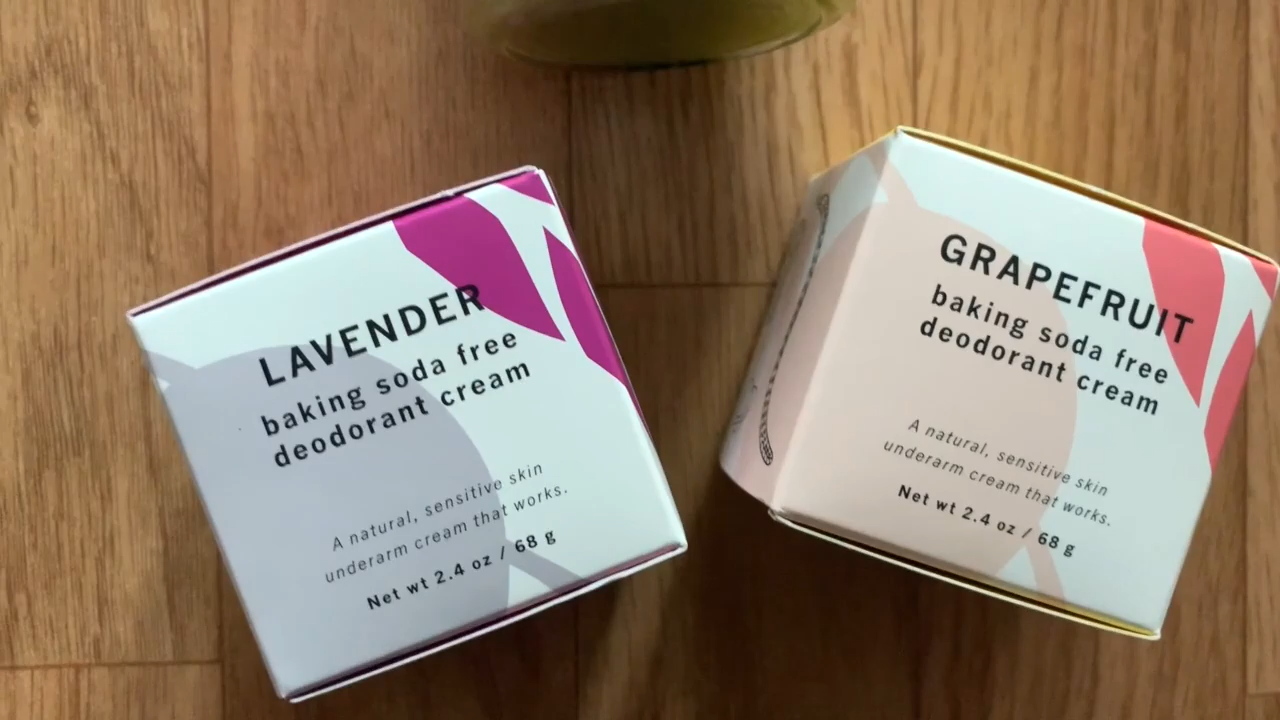 LAVENDER
baking soda free
deodorant cream
A natural, sensitive skin
underarm cream that works.
Net wt 2.4 oz / 68 g
GRAPEFRUIT
baking soda free
deodorant cream
A natural, sensitive skin
underarm cream that works.
Net wt 2.4 oz / 68 g